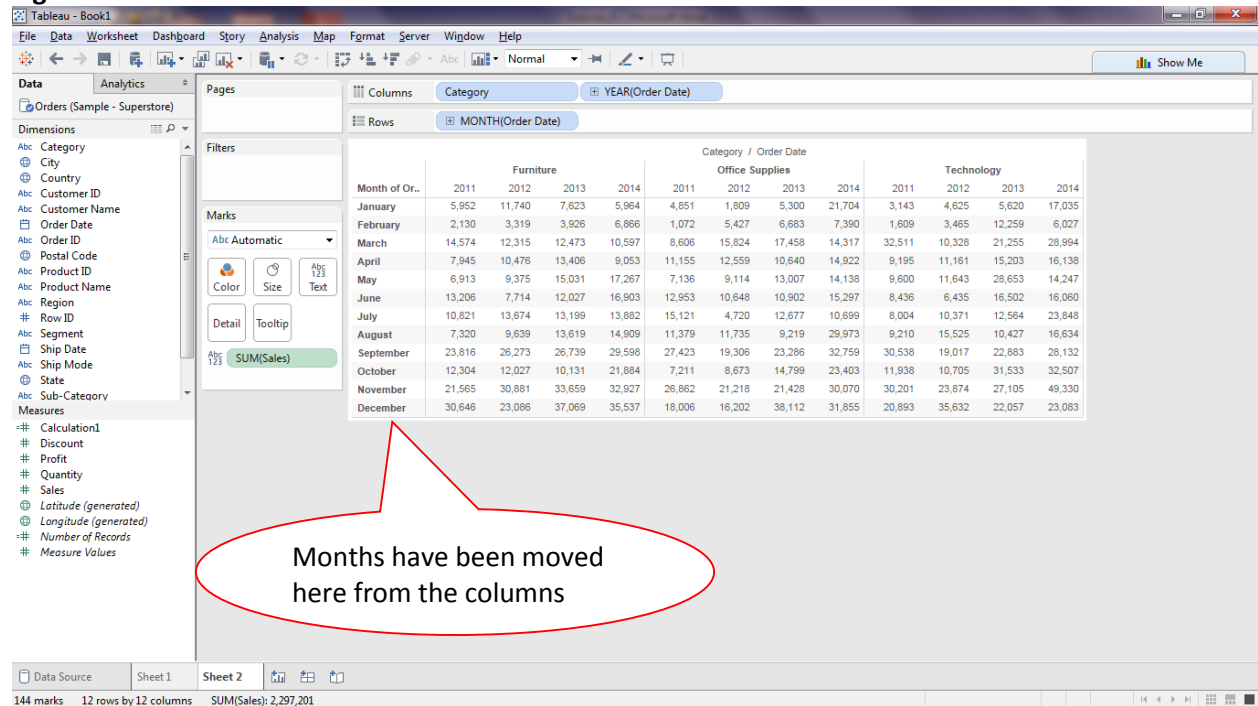 Tableau - Book1
File Data Worksheet Dashboard Story Analysis Map Format Server Window Help
Abc Normal Show Me
Data Analytics
Orders (Sample - Superstore)
Dimensions
Abc Category
City
Country
Abc Customer ID
Abc Customer Name
Order Date
Abc Order ID
Postal Code
Abc Product ID
Abc Product Name
Abc Region
# Row ID
Abc Segment
Ship Date
Abc Ship Mode
State
Abc Sub-Category
Measures
=# Calculation1
# Discount
# Profit
# Quantity
# Sales
Latitude (generated)
Longitude (generated)
=# Number of Records
# Measure Values
Pages
Filters
Marks
Abc Automatic
Color Size Abc 123 Text
Detail Tooltip
Abc 123 SUM(Sales)
Columns Category YEAR(Order Date)
Rows MONTH(Order Date)
Category / Order Date
Furniture Office Supplies Technology
Month of Or.. 2011 2012 2013 2014 2011 2012 2013 2014 2011 2012 2013 2014
January 5,952 11,740 7,623 5,964 4,851 1,809 5,300 21,704 3,143 4,625 5,620 17,035
February 2,130 3,319 3,926 6,866 1,072 5,427 6,683 7,390 1,609 3,465 12,259 6,027
March 14,574 12,315 12,473 10,597 8,606 15,824 17,458 14,317 32,511 10,328 21,255 28,994
April 7,945 10,476 13,406 9,053 11,155 12,559 10,640 14,922 9,195 11,161 15,203 16,138
May 6,913 9,375 15,031 17,267 7,136 9,114 13,007 14,138 9,600 11,643 28,653 14,247
June 13,206 7,714 12,027 16,903 12,953 10,648 10,902 15,297 8,436 6,435 16,502 16,060
July 10,821 13,674 13,199 13,882 15,121 4,720 12,677 10,699 8,004 10,371 12,564 23,848
August 7,320 9,639 13,619 14,909 11,379 11,735 9,219 29,973 9,210 15,525 10,427 16,634
September 23,816 26,273 26,739 29,598 27,423 19,306 23,286 32,759 30,538 19,017 22,883 28,132
October 12,304 12,027 10,131 21,884 7,211 8,673 14,799 23,403 11,938 10,705 31,533 32,507
November 21,565 30,881 33,659 32,927 26,862 21,218 21,428 30,070 30,201 23,874 27,105 49,330
December 30,646 23,086 37,069 35,537 18,006 16,202 38,112 31,855 20,893 35,632 22,057 23,083
Months have been moved
here from the columns
Data Source Sheet 1 Sheet 2
144 marks 12 rows by 12 columns SUM(Sales): 2,297,201